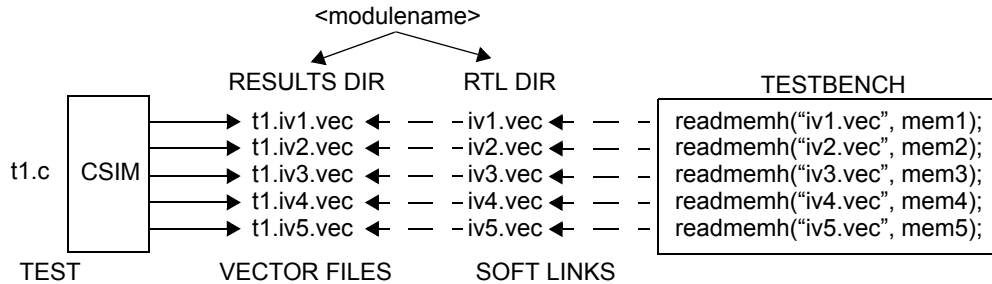 <modulename>
RESULTS DIR RTL DIR TESTBENCH
t1.iv1.vec iv1.vec readmemh(“iv1.vec”, mem1);
t1.iv2.vec iv2.vec readmemh(“iv2.vec”, mem2);
t1.c CSIM t1.iv3.vec iv3.vec readmemh(“iv3.vec”, mem3);
t1.iv4.vec iv4.vec readmemh(“iv4.vec”, mem4);
t1.iv5.vec iv5.vec readmemh(“iv5.vec”, mem5);
TEST VECTOR FILES SOFT LINKS